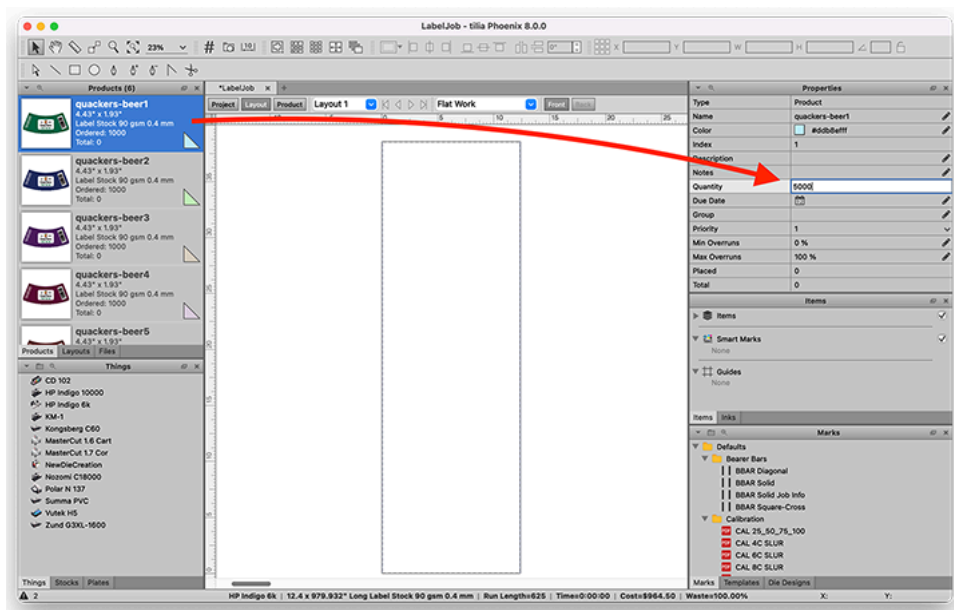 LabelJob - tilia Phoenix 8.0.0
23%
X
Y
W
H
Products (6)
quackers-beer1
4.43" x 1.93"
Label Stock 90 gsm 0.4 mm
Ordered: 1000
Total: 0
quackers-beer2
4.43" x 1.93"
Label Stock 90 gsm 0.4 mm
Ordered: 1000
Total: 0
quackers-beer3
4.43" x 1.93"
Label Stock 90 gsm 0.4 mm
Ordered: 1000
Total: 0
quackers-beer4
4.43" x 1.93"
Label Stock 90 gsm 0.4 mm
Ordered: 1000
Total: 0
quackers-beer5
4.43" x 1.93"
Products Layouts Files
Things
CD 102
HP Indigo 10000
HP Indigo 6k
KM-1
Kongsberg C60
MasterCut 1.6 Cart
MasterCut 1.7 Cor
NewDieCreation
Nozomi C18000
Polar N 137
Summa PVC
Vutek H5
Zund G3XL-1600
Things Stocks Plates
*LabelJob
Project Layout Product Layout 1 Flat Work Front Back
10 5 0 5 10 15 20 25
Properties
Type Product
Name quackers-beer1
Color #ddb8efff
Index 1
Description
Notes
Quantity 5000
Due Date
Group
Priority 1
Min Overruns 0 %
Max Overruns 100 %
Placed 0
Total 0
Items
Items
Smart Marks
None
Guides
None
Items Inks
Marks
Defaults
Bearer Bars
BBAR Diagonal
BBAR Solid
BBAR Solid Job Info
BBAR Square-Cross
Calibration
CAL 25_50_75_100
CAL 4C SLUR
CAL 6C SLUR
CAL 8C SLUR
Marks Templates Die Designs
2
HP Indigo 6k | 12.4 x 979.932" Long Label Stock 90 gsm 0.4 mm | Run Length=625 | Time=0:00:00 | Cost=$964.50 | Waste=100.00%
X: Y: